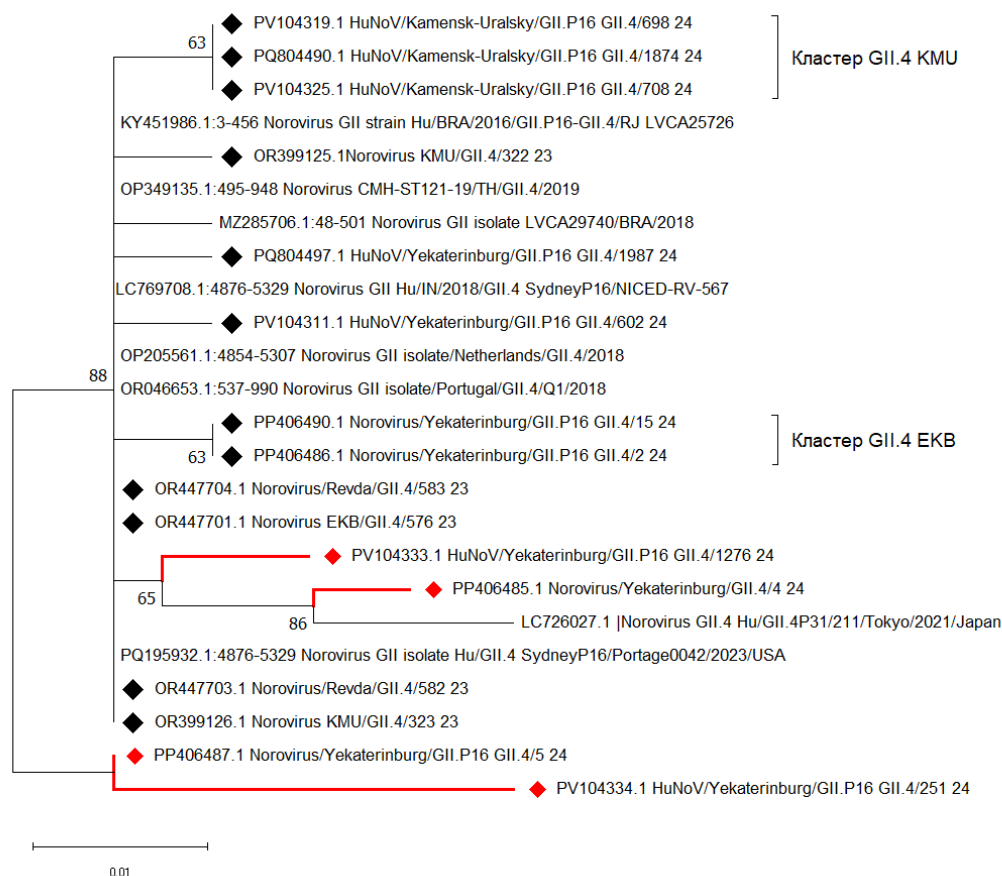 PV104319.1 HuNoV/Kamensk-Uralsky/GII.P16 GII.4/698 24
63
PQ804490.1 HuNoV/Kamensk-Uralsky/GII.P16 GII.4/1874 24
Кластер GII.4 KMU
PV104325.1 HuNoV/Kamensk-Uralsky/GII.P16 GII.4/708 24
KY451986.1:3-456 Norovirus GII strain Hu/BRA/2016/GII.P16-GII.4/RJ LVCA25726
OR399125.1Norovirus KMU/GII.4/322 23
OP349135.1:495-948 Norovirus CMH-ST121-19/TH/GII.4/2019
MZ285706.1:48-501 Norovirus GII isolate LVCA29740/BRA/2018
PQ804497.1 HuNoV/Yekaterinburg/GII.P16 GII.4/1987 24
LC769708.1:4876-5329 Norovirus GII Hu/IN/2018/GII.4 SydneyP16/NICED-RV-567
PV104311.1 HuNoV/Yekaterinburg/GII.P16 GII.4/602 24
OP205561.1:4854-5307 Norovirus GII isolate/Netherlands/GII.4/2018
88
OR046653.1:537-990 Norovirus GII isolate/Portugal/GII.4/Q1/2018
PP406490.1 Norovirus/Yekaterinburg/GII.P16 GII.4/15 24
Кластер GII.4 EKB
63
PP406486.1 Norovirus/Yekaterinburg/GII.P16 GII.4/2 24
OR447704.1 Norovirus/Revda/GII.4/583 23
OR447701.1 Norovirus EKB/GII.4/576 23
PV104333.1 HuNoV/Yekaterinburg/GII.P16 GII.4/1276 24
65
PP406485.1 Norovirus/Yekaterinburg/GII.4/4 24
86
LC726027.1 |Norovirus GII.4 Hu/GII.4P31/211/Tokyo/2021/Japan
PQ195932.1:4876-5329 Norovirus GII isolate Hu/GII.4 SydneyP16/Portage0042/2023/USA
OR447703.1 Norovirus/Revda/GII.4/582 23
OR399126.1 Norovirus KMU/GII.4/323 23
PP406487.1 Norovirus/Yekaterinburg/GII.P16 GII.4/5 24
PV104334.1 HuNoV/Yekaterinburg/GII.P16 GII.4/251 24
0.01